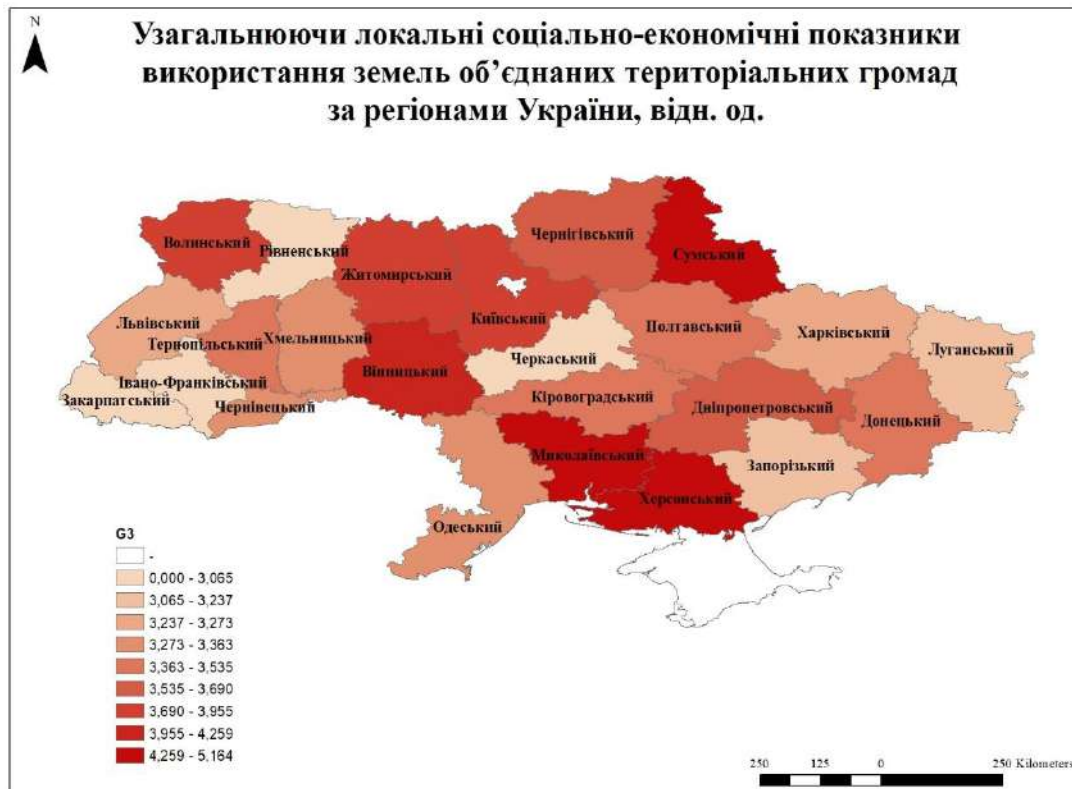 N
Узагальнюючи локальні соціально-економічні показники
використання земель об’єднаних територіальних громад
за регіонами України, відн. од.
Волинський
Рівненський
Житомирський
Чернігівський
Сумський
Київський
Львівський
Тернопільський
Хмельницький
Полтавський
Харківський
Луганський
Черкаський
Вінницький
Івано-Франківський
Закарпатський
Чернівецький
Кіровоградський
Дніпропетровський
Донецький
Запорізький
Миколаївський
Херсонський
Одеський
G3
-
0,000 - 3,065
3,065 - 3,237
3,237 - 3,273
3,273 - 3,363
3,363 - 3,535
3,535 - 3,690
3,690 - 3,955
3,955 - 4,259
4,259 - 5,164
250 125 0 250 Kilometers